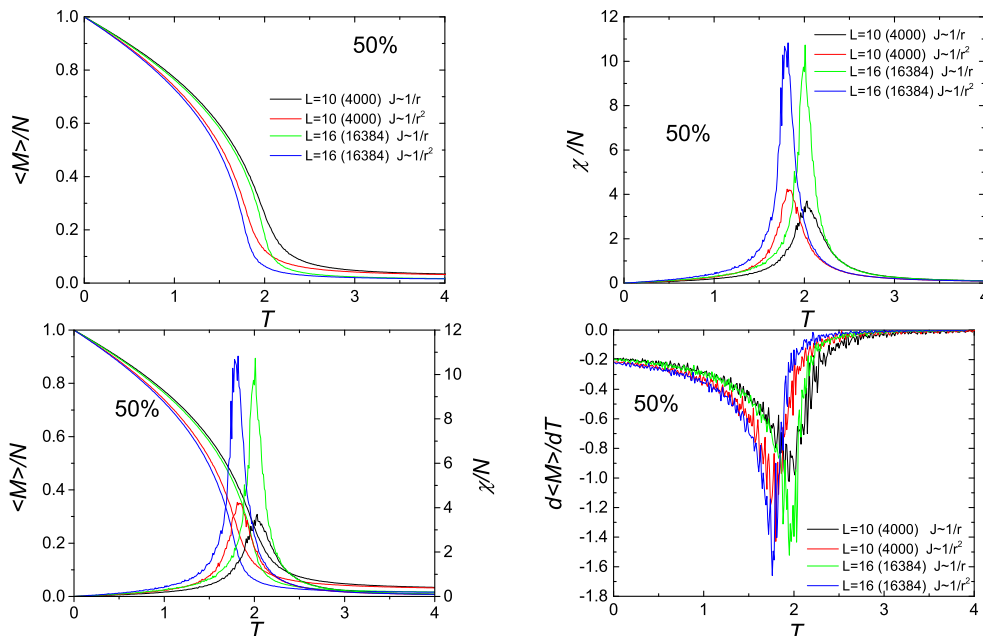 1.0
0.8
0.6
0.4
0.2
0.0
<M>/N
50%
L=10 (4000) J~1/r
L=10 (4000) J~1/r²
L=16 (16384) J~1/r
L=16 (16384) J~1/r²
0 1 2 3 4
T
12
10
8
6
4
2
0
χ/N
50%
L=10 (4000) J~1/r
L=10 (4000) J~1/r²
L=16 (16384) J~1/r
L=16 (16384) J~1/r²
0 1 2 3 4
T
1.0
0.8
0.6
0.4
0.2
0.0
<M>/N
50%
12
10
8
6
4
2
0
χ/N
0 1 2 3 4
T
0.0
-0.2
-0.4
-0.6
-0.8
-1.0
-1.2
-1.4
-1.6
-1.8
d<M>/dT
50%
L=10 (4000) J~1/r
L=10 (4000) J~1/r²
L=16 (16384) J~1/r
L=16 (16384) J~1/r²
0 1 2 3 4
T